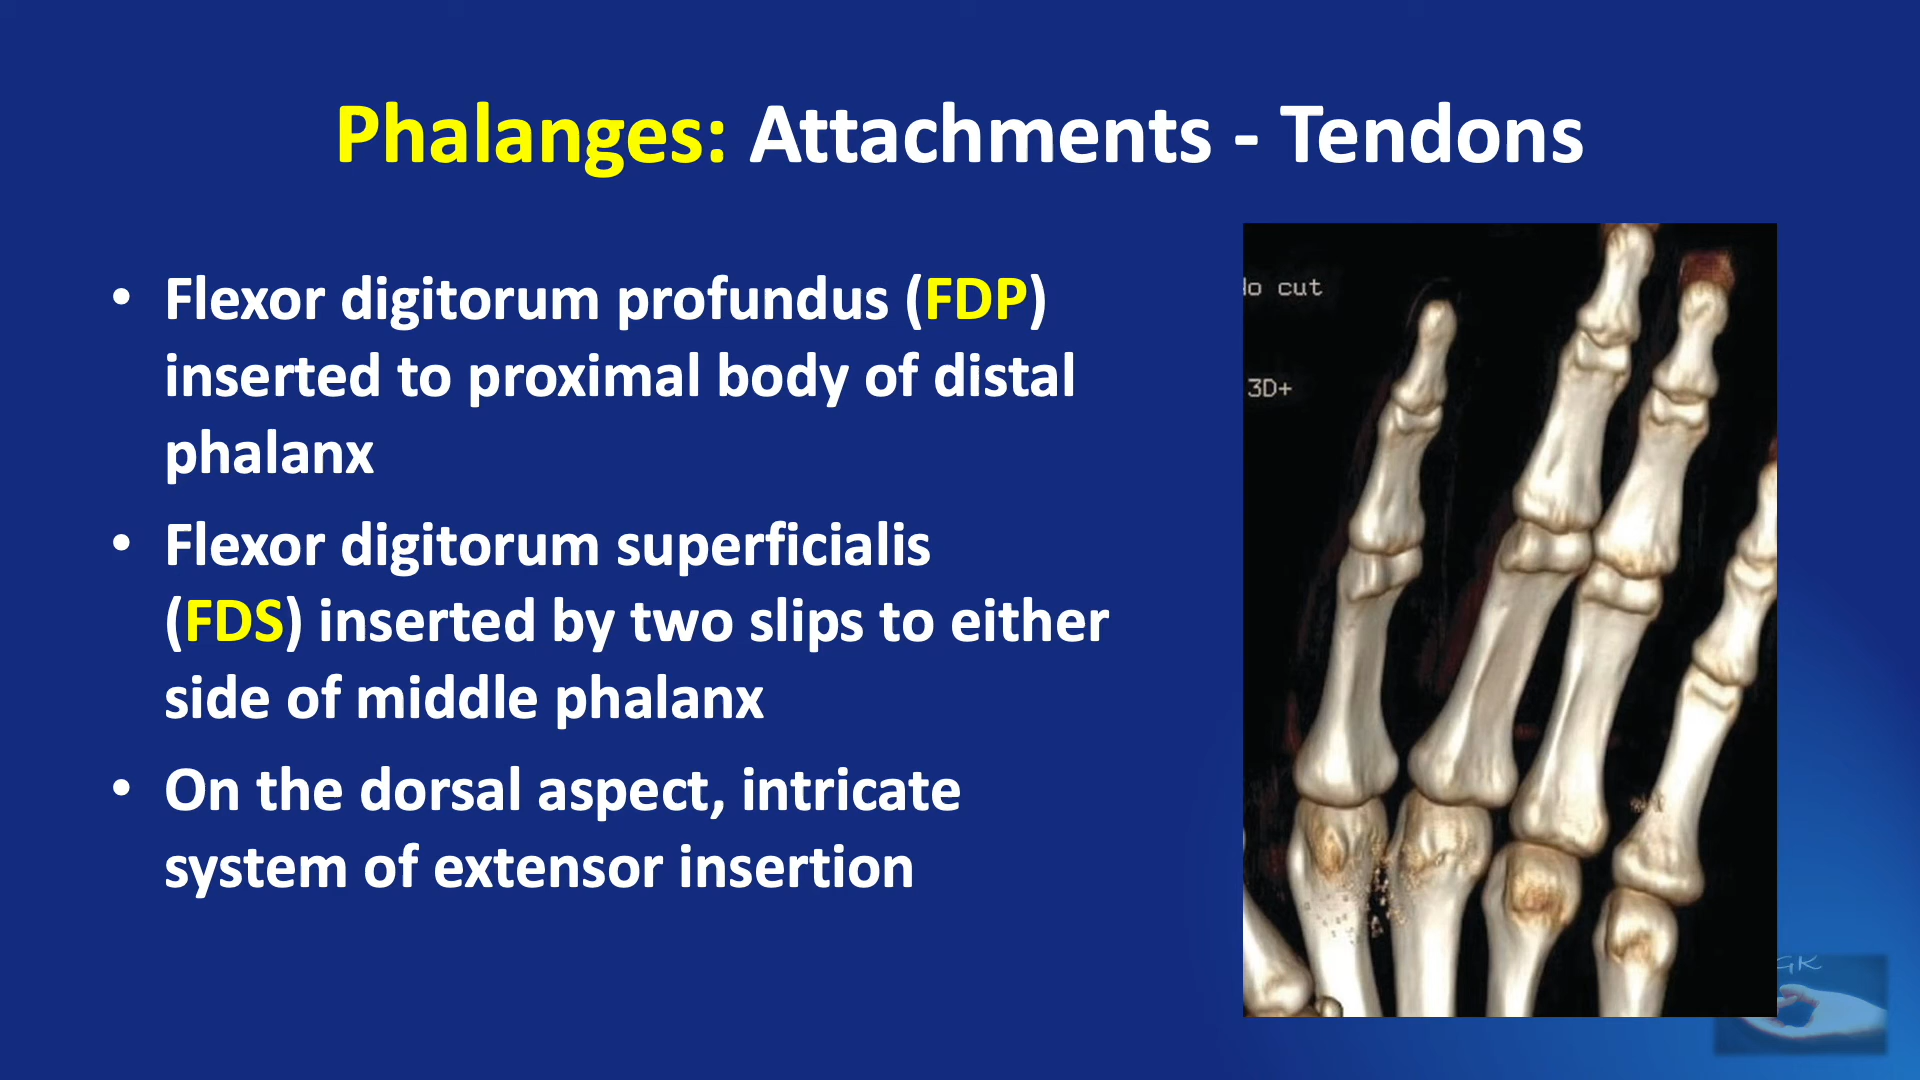 Phalanges: Attachments - Tendons
• Flexor digitorum profundus (FDP)
inserted to proximal body of distal
phalanx
• Flexor digitorum superficialis
(FDS) inserted by two slips to either
side of middle phalanx
• On the dorsal aspect, intricate
system of extensor insertion
cut
3D+
GK